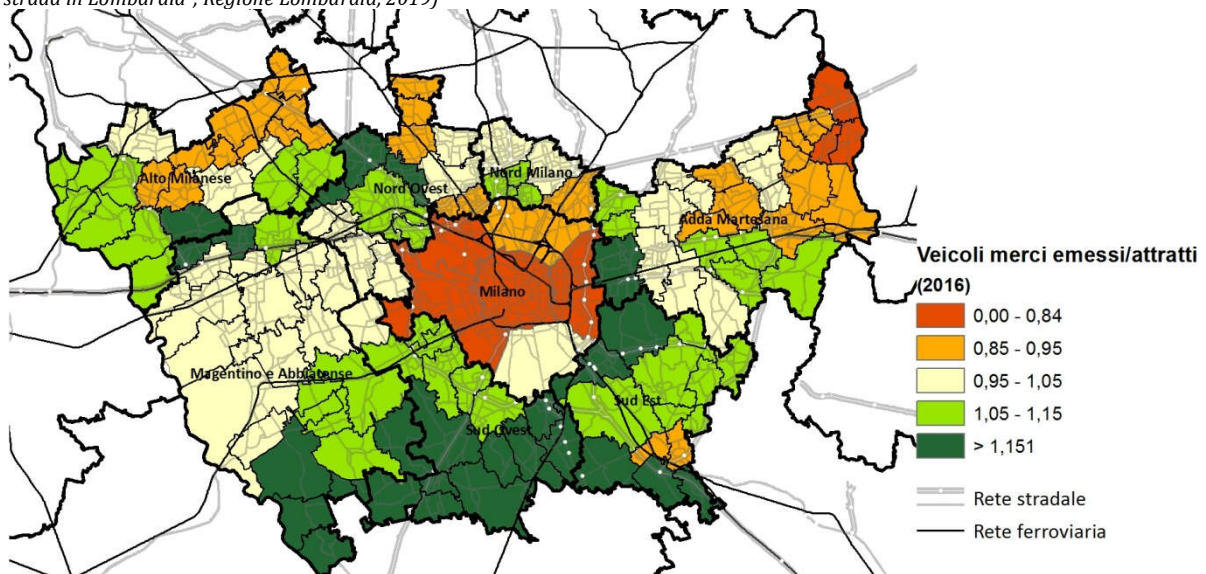 strada in Lombardia", Regione Lombardia, 2019)
Alto Milanese
Nord Ovest
Nord Milano
Adda Martesana
Milano
Magentino e Abbiatense
Sud Est
Sud Ovest
Veicoli merci emessi/attratti
(2016)
0,00 - 0,84
0,85 - 0,95
0,95 - 1,05
1,05 - 1,15
> 1,151
Rete stradale
Rete ferroviaria